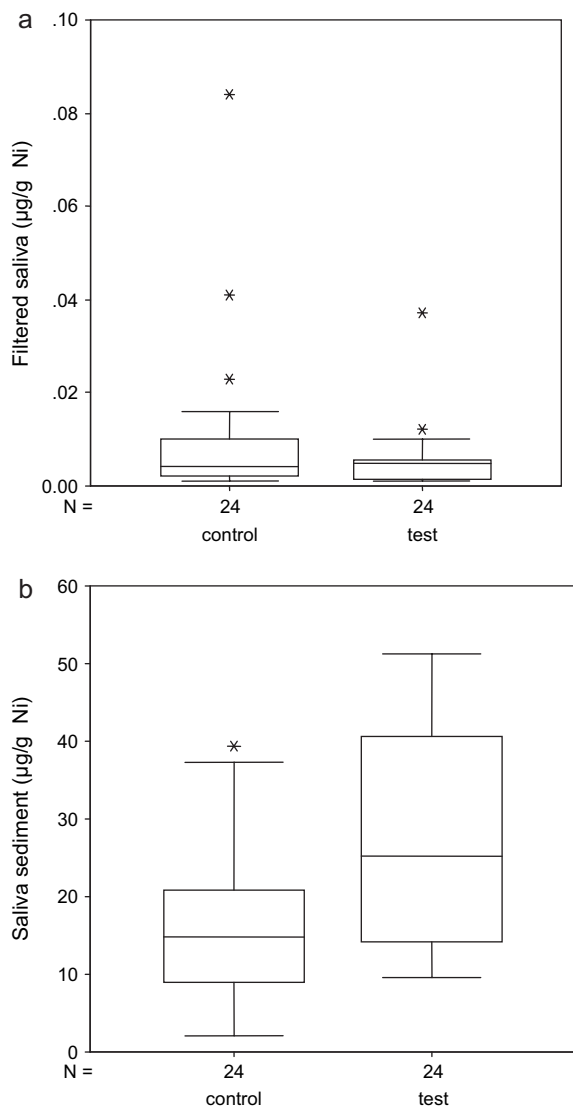 a
Filtered saliva (µg/g Ni)
.10
.08
.06
.04
.02
0.00
N = 24 24
control test
b
Saliva sediment (µg/g Ni)
60
50
40
30
20
10
0
N = 24 24
control test